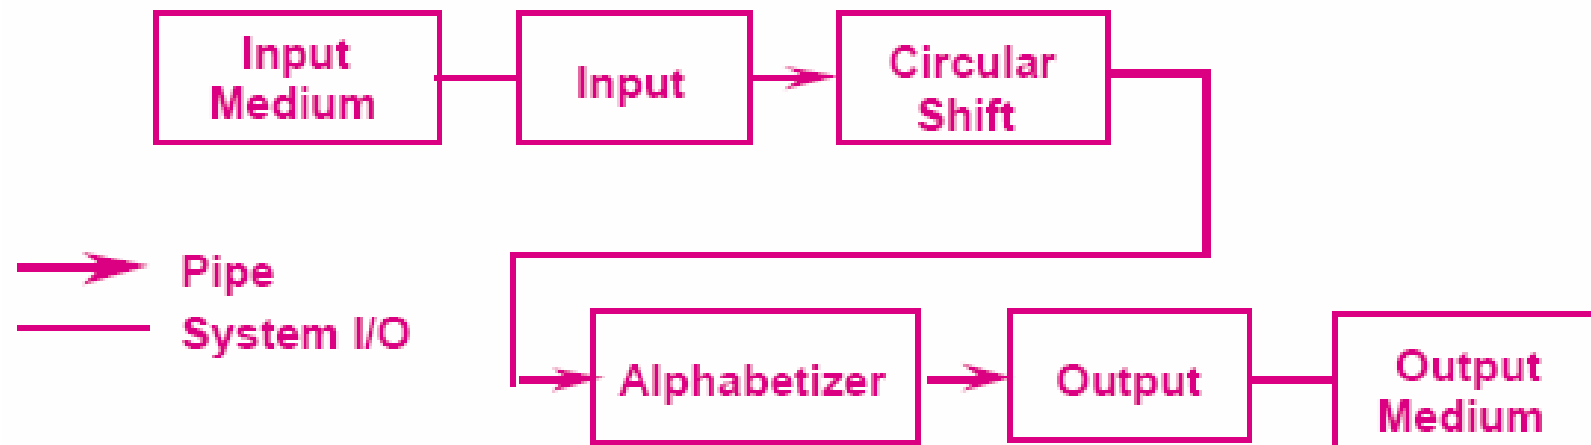 Input
Medium
Input
Circular
Shift
Pipe
System I/O
Alphabetizer
Output
Output
Medium